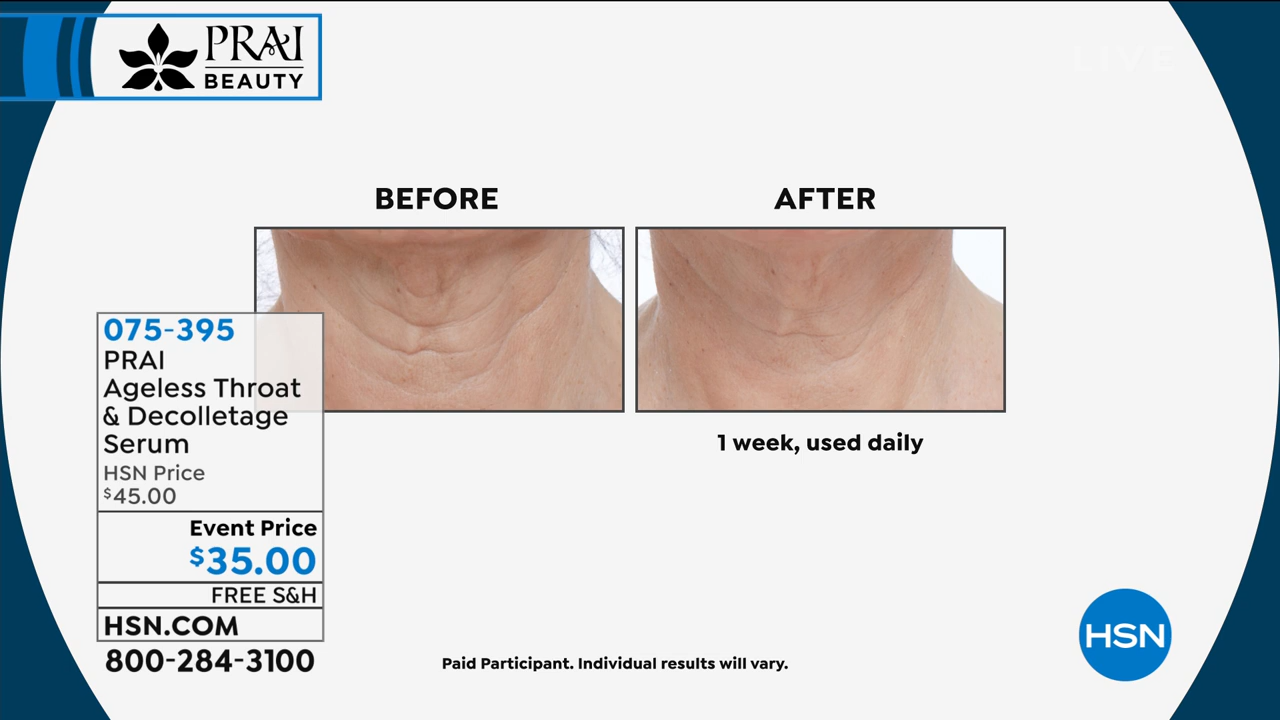 PRAI
BEAUTY
LIVE
BEFORE
AFTER
1 week, used daily
075-395
PRAI
Ageless Throat
& Decolletage
Serum
HSN Price
$45.00
Event Price
$35.00
FREE S&H
HSN.COM
800-284-3100
Paid Participant. Individual results will vary.
HSN